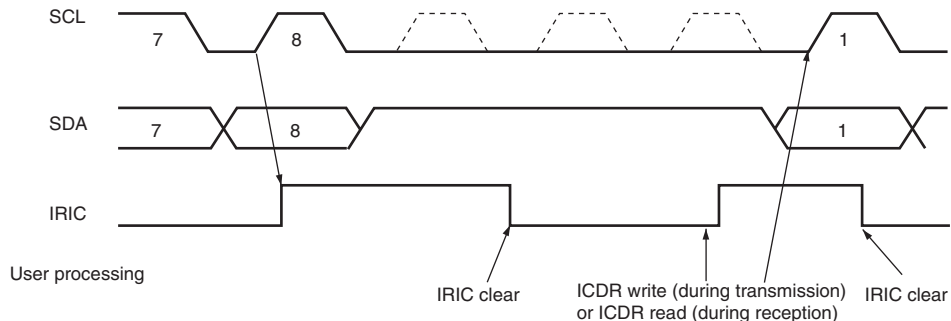 SCL
7
8
1
SDA
7
8
1
IRIC
User processing
IRIC clear
ICDR write (during transmission)
or ICDR read (during reception)
IRIC clear